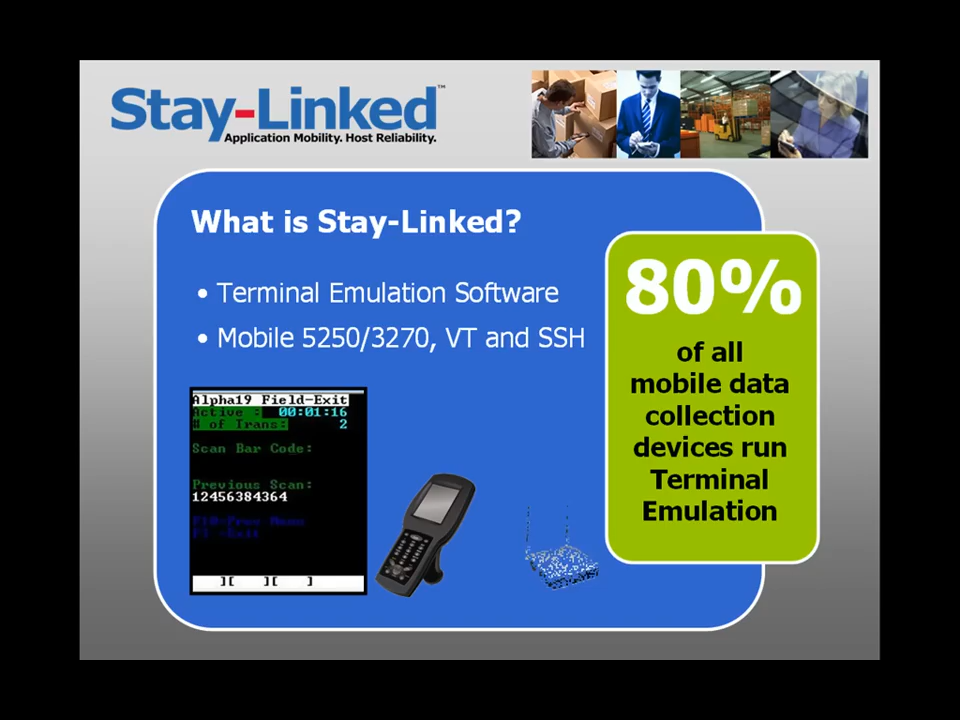 Stay-Linked™
Application Mobility. Host Reliability.
What is Stay-Linked?
• Terminal Emulation Software
• Mobile 5250/3270, VT and SSH
80%
of all
mobile data
collection
devices run
Terminal
Emulation
Alpha19 Field-Exit
Active : 00:01:16
# of Trans: 2
Scan Bar Code:
Previous Scan:
12456384364
][ ][ ]